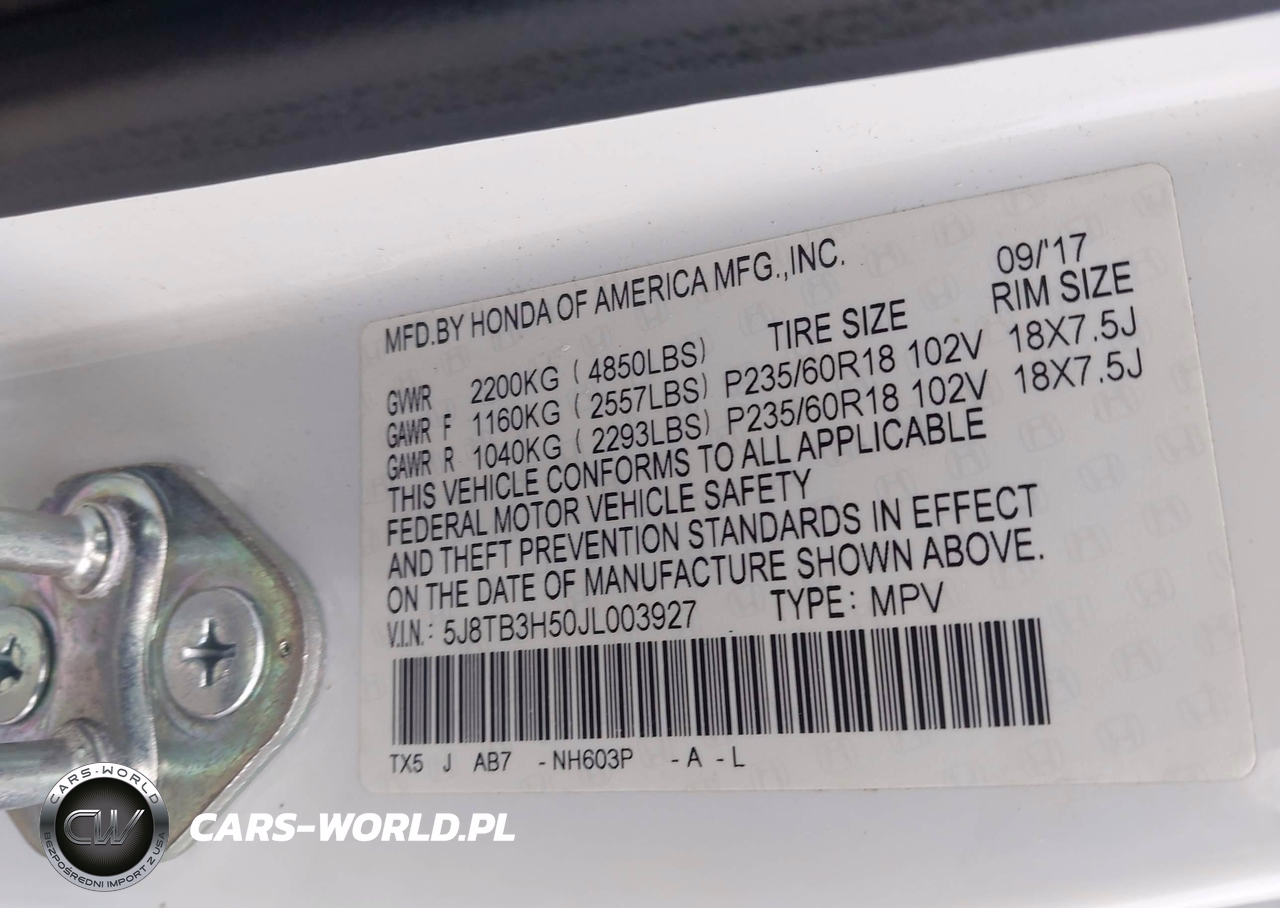 MFD.BY HONDA OF AMERICA MFG.,INC. 09/'17
GVWR 2200KG ( 4850LBS) TIRE SIZE RIM SIZE
GAWR F 1160KG ( 2557LBS) P235/60R18 102V 18X7.5J
GAWR R 1040KG ( 2293LBS) P235/60R18 102V 18X7.5J
THIS VEHICLE CONFORMS TO ALL APPLICABLE
FEDERAL MOTOR VEHICLE SAFETY
AND THEFT PREVENTION STANDARDS IN EFFECT
ON THE DATE OF MANUFACTURE SHOWN ABOVE.
V.I.N.: 5J8TB3H50JL003927 TYPE: MPV
TX5 J AB7 -NH603P -A -L
CARS-WORLD
CW
BEZPOŚREDNI IMPORT Z USA
CARS-WORLD.PL